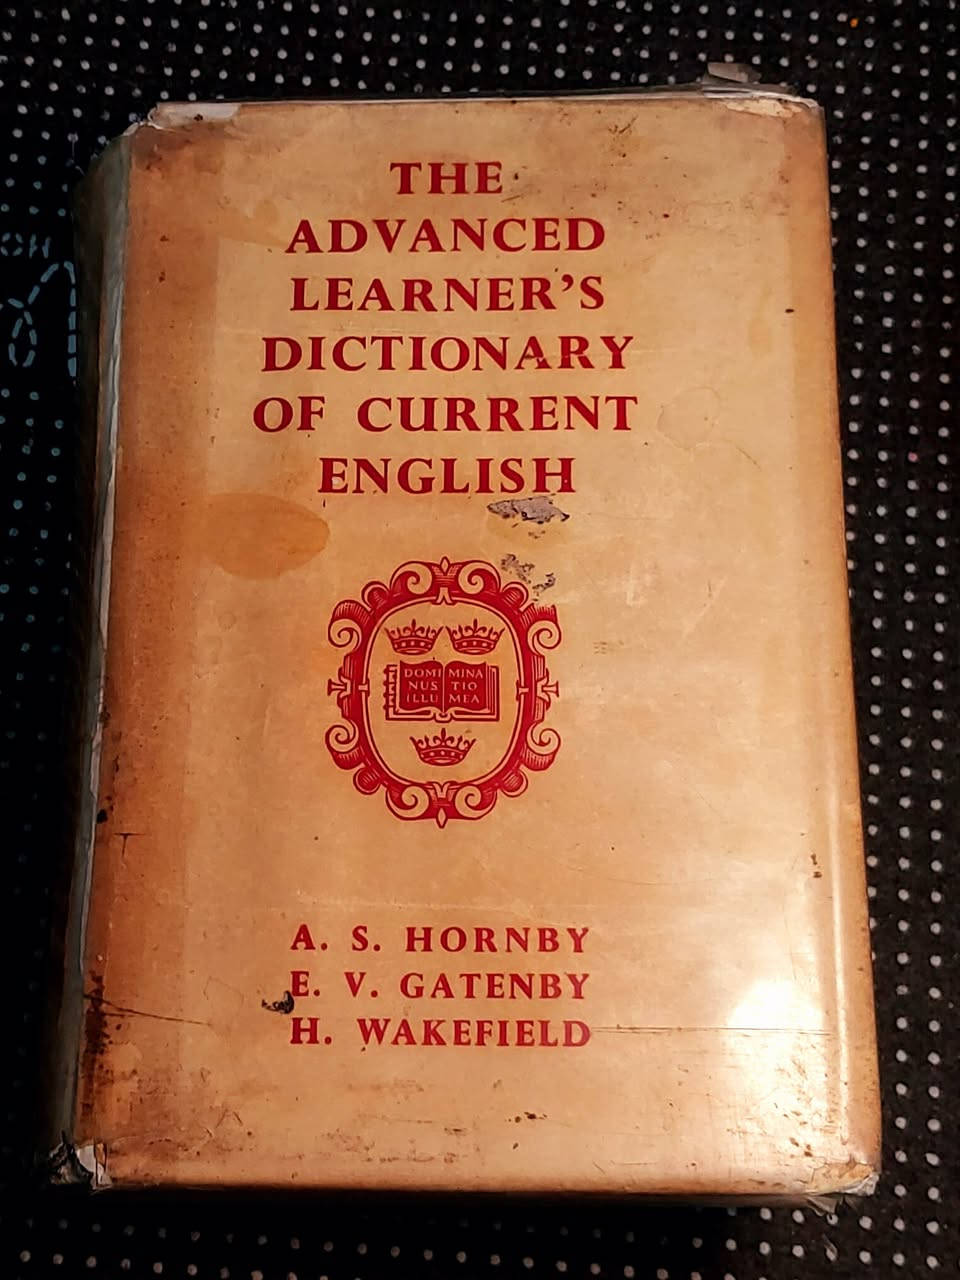 THE
ADVANCED
LEARNER'S
DICTIONARY
OF CURRENT
ENGLISH
DOMI MINA
NUS TIO
ILLU MEA
A. S. HORNBY
E. V. GATENBY
H. WAKEFIELD